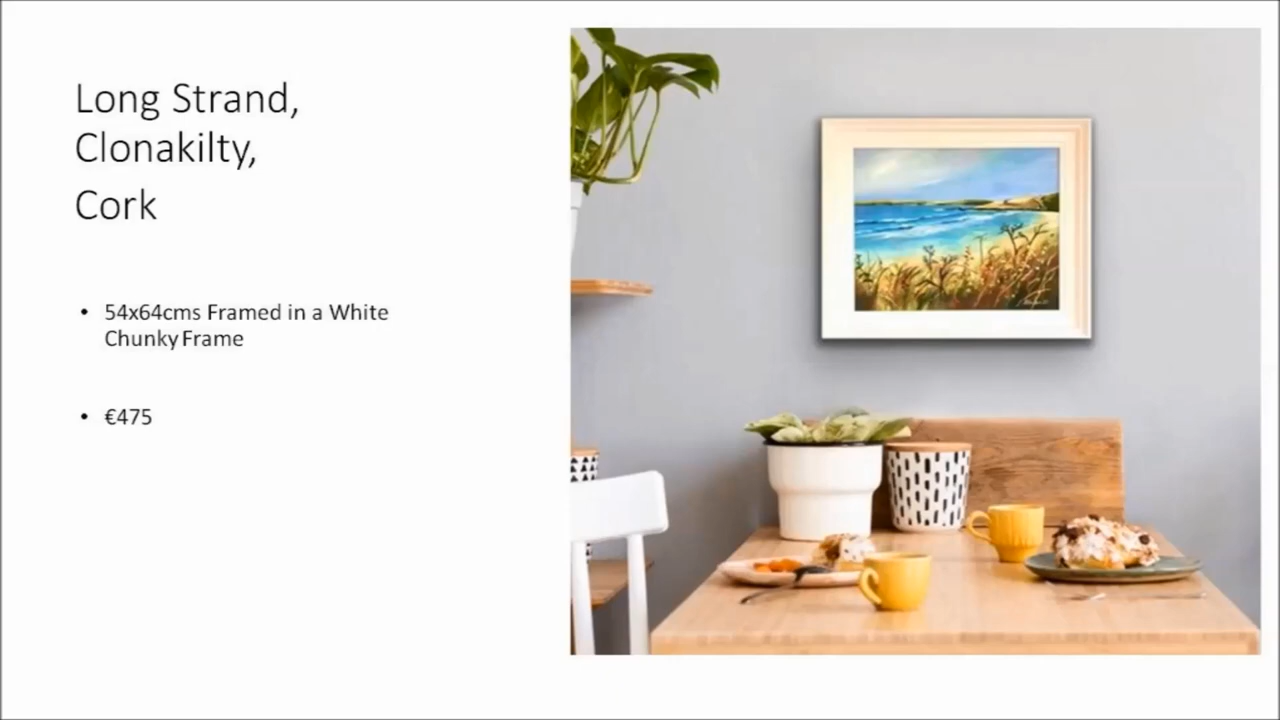 Long Strand,
Clonakilty,
Cork
• 54x64cms Framed in a White
Chunky Frame
• €475